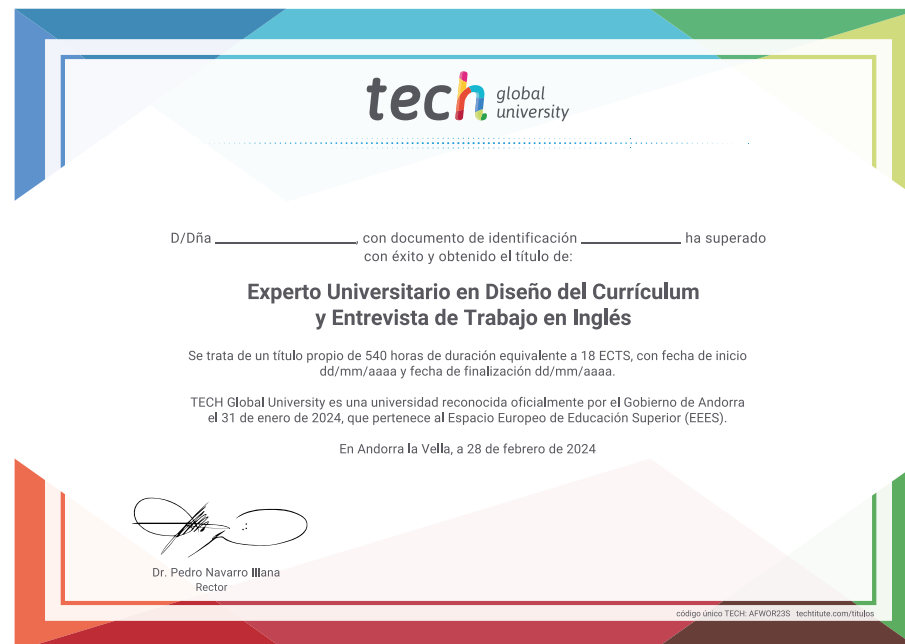 tech global
university
D/Dña ______________, con documento de identificación __________ ha superado
con éxito y obtenido el título de:
Experto Universitario en Diseño del Currículum
y Entrevista de Trabajo en Inglés
Se trata de un título propio de 540 horas de duración equivalente a 18 ECTS, con fecha de inicio
dd/mm/aaaa y fecha de finalización dd/mm/aaaa.
TECH Global University es una universidad reconocida oficialmente por el Gobierno de Andorra
el 31 de enero de 2024, que pertenece al Espacio Europeo de Educación Superior (EEES).
En Andorra la Vella, a 28 de febrero de 2024
Dr. Pedro Navarro Illana
Rector
código único TECH: AFWOR23S techtitute.com/titulos